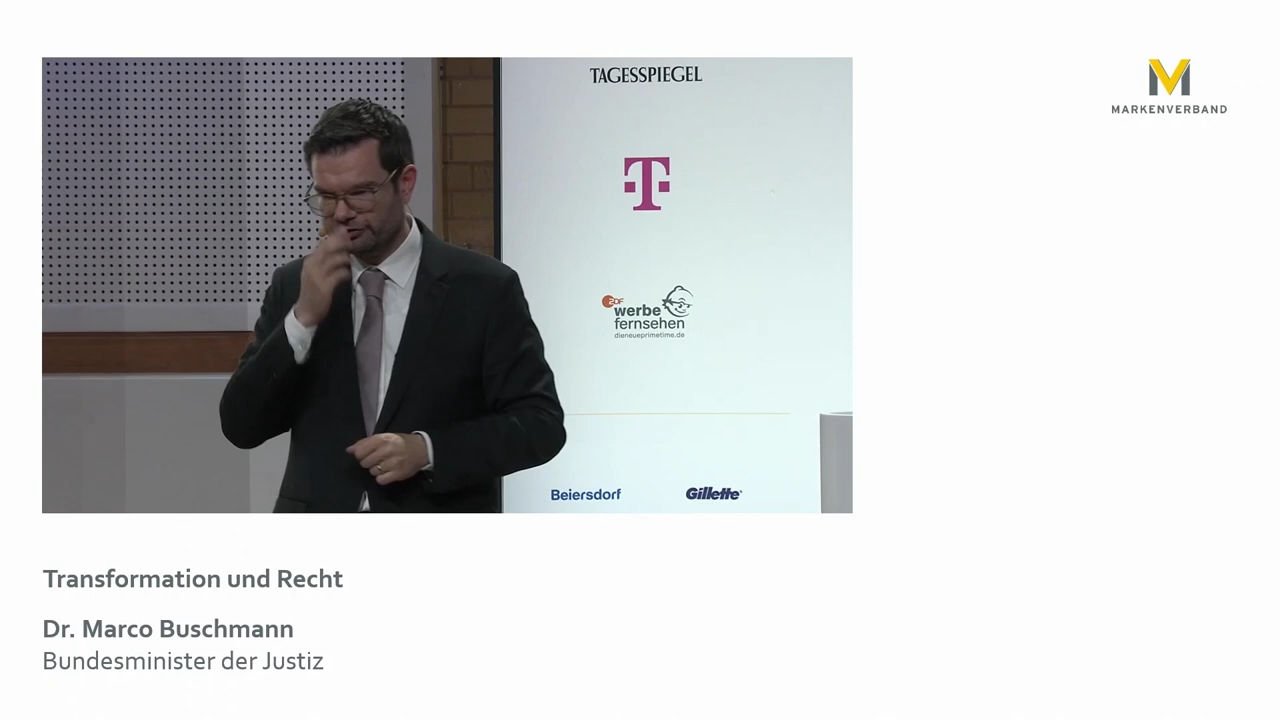 TAGESSPIEGEL
T
ZDF
werbe
fernsehen
dieneueprimetime.de
Beiersdorf
Gillette
MARKENVERBAND
Transformation und Recht
Dr. Marco Buschmann
Bundesminister der Justiz